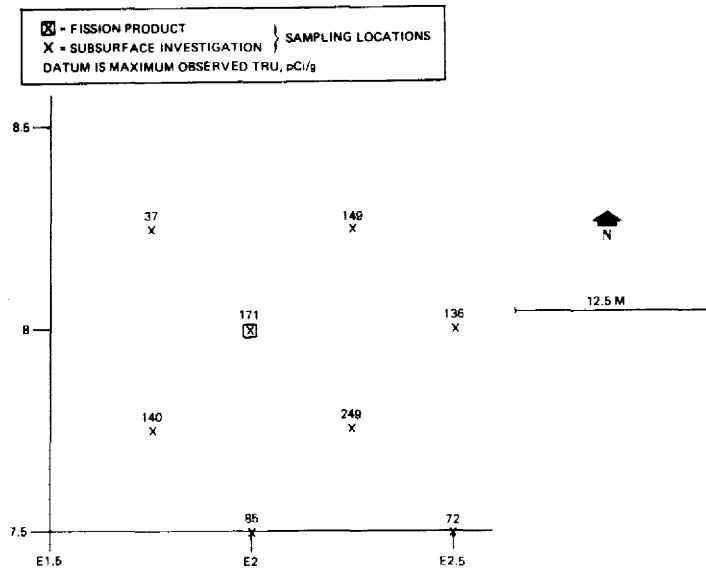 ☒ = FISSION PRODUCT
X = SUBSURFACE INVESTIGATION } SAMPLING LOCATIONS
DATUM IS MAXIMUM OBSERVED TRU, pCi/g
8.5
37
149
N
12.5 M
171
136
8
140
249
85
72
7.5
E1.5
E2
E2.5